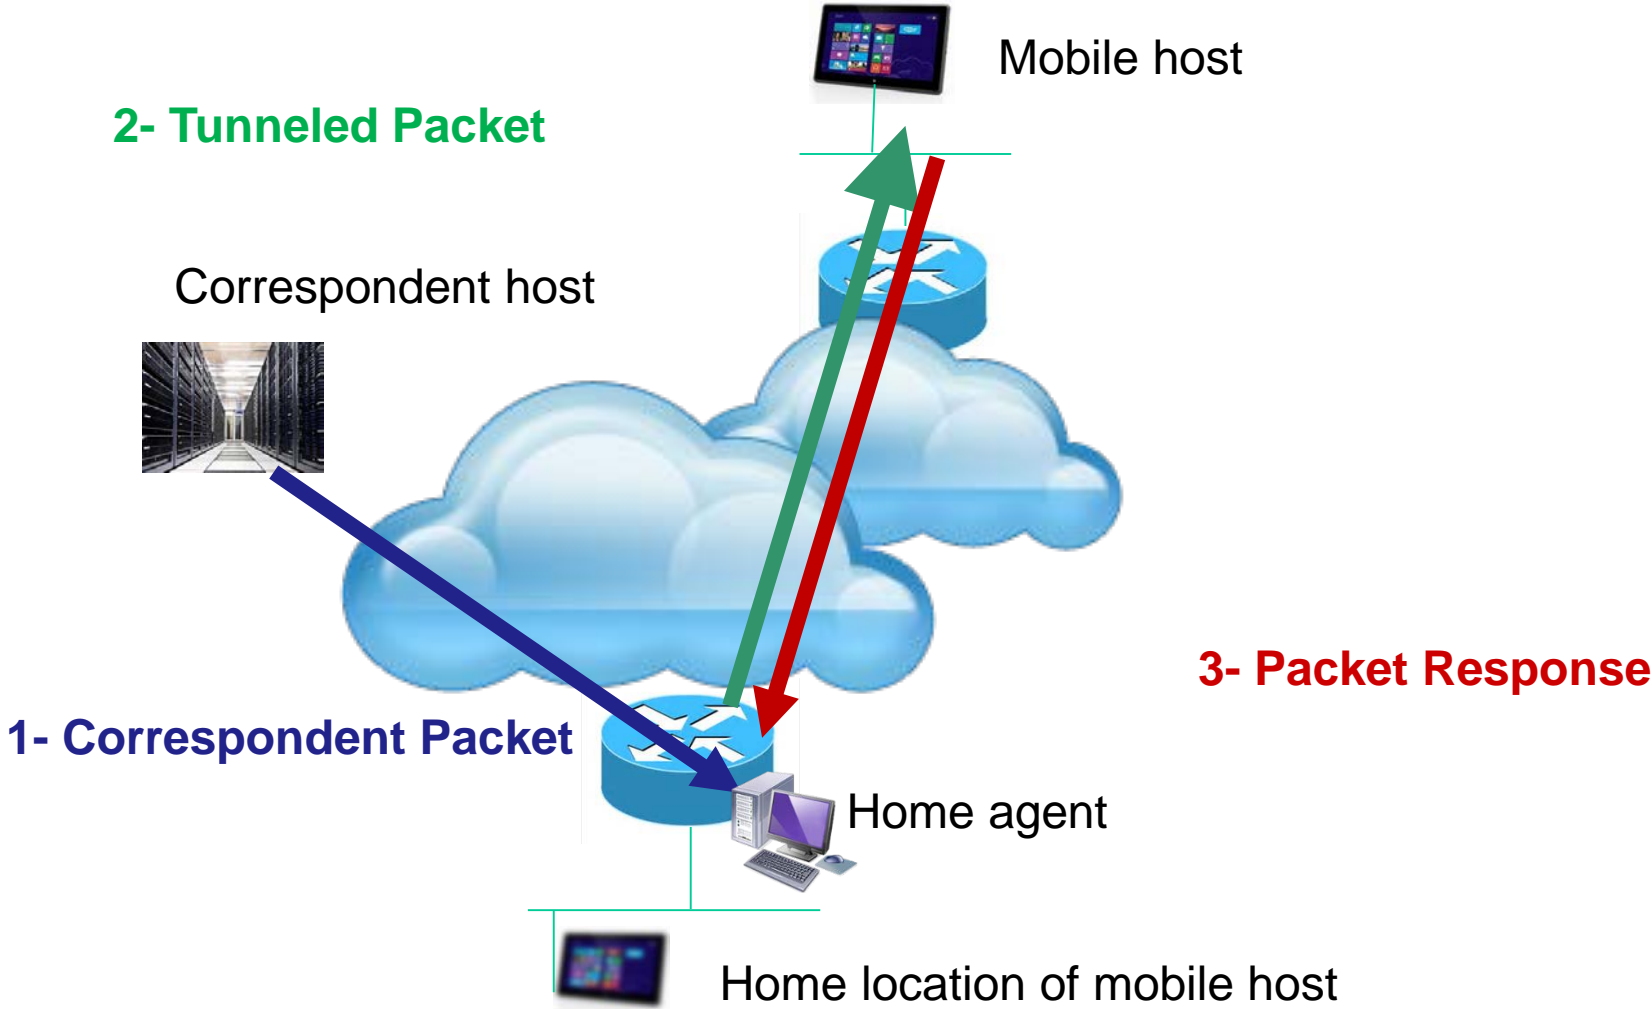 Mobile host
2- Tunneled Packet
Correspondent host
3- Packet Response
1- Correspondent Packet
Home agent
Home location of mobile host